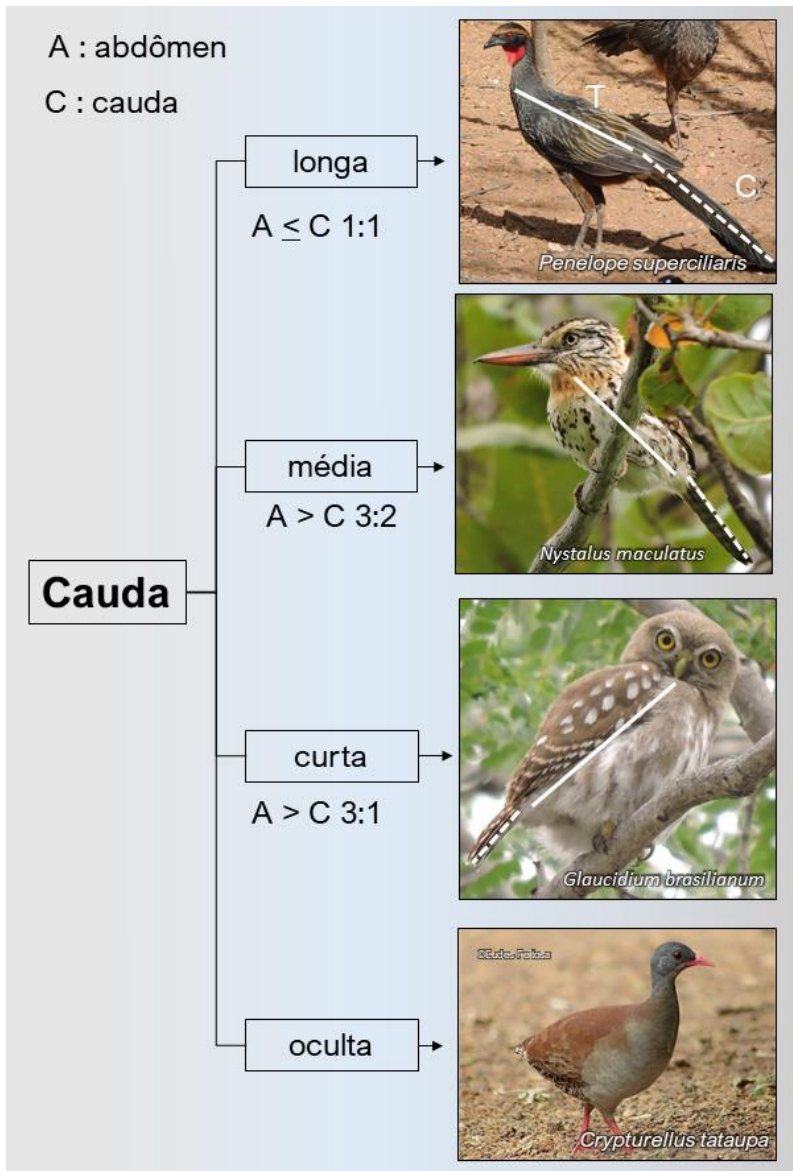 A : abdômen
C : cauda
longa
A ≤ C 1:1
T
C
Penelope superciliaris
média
A > C 3:2
Nystalus maculatus
Cauda
curta
A > C 3:1
Glaucidium brasilianum
oculta
Crypturellus tataupa